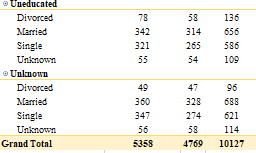 Uneducated
Divorced 78 58 136
Married 342 314 656
Single 321 265 586
Unknown 55 54 109
Unknown
Divorced 49 47 96
Married 360 328 688
Single 347 274 621
Unknown 56 58 114
Grand Total 5358 4769 10127